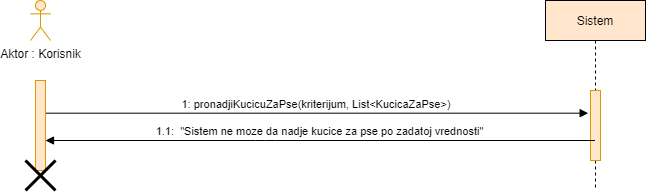 Sistem
Aktor : Korisnik
1: pronadjiKucicuZaPse(kriterijum, List<KucicaZaPse>)
1.1: "Sistem ne moze da nadje kucice za pse po zadatoj vrednosti"